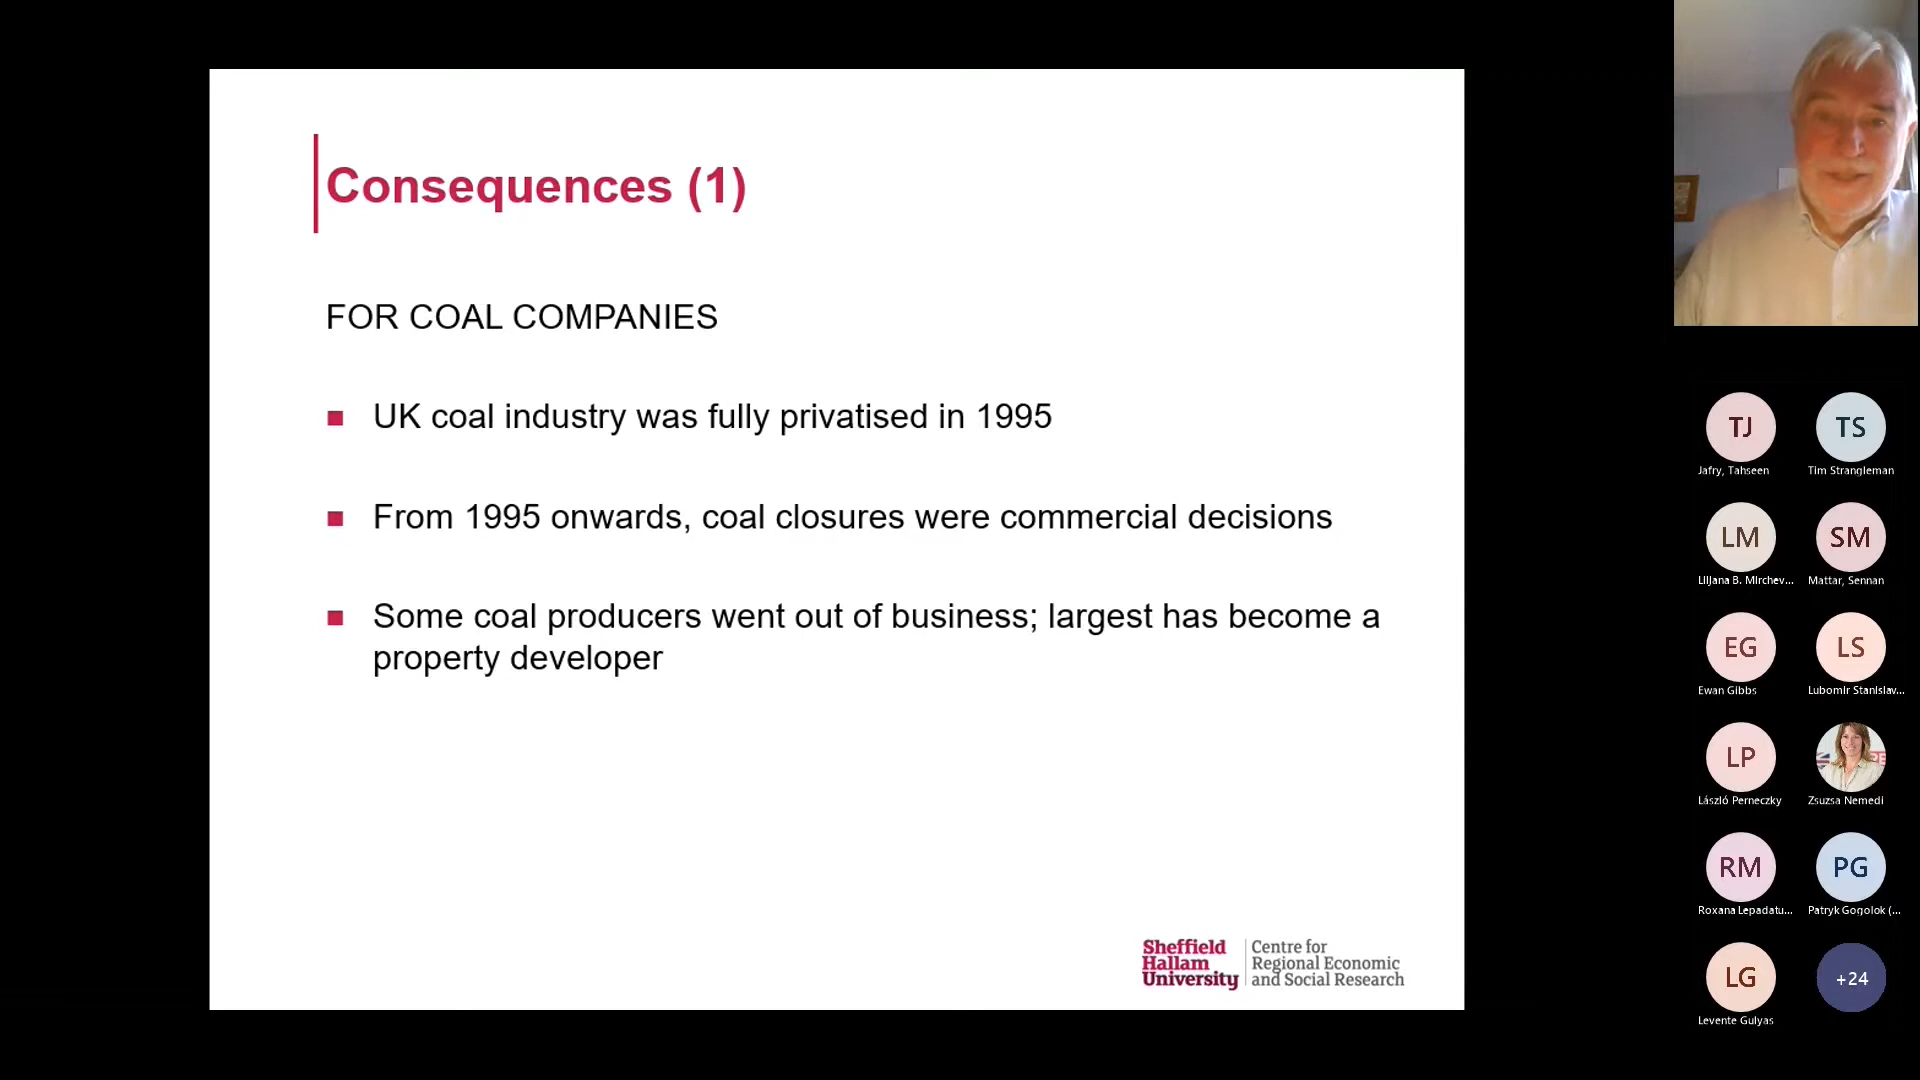 Consequences (1)
FOR COAL COMPANIES
UK coal industry was fully privatised in 1995
From 1995 onwards, coal closures were commercial decisions
Some coal producers went out of business; largest has become a
property developer
Sheffield
Hallam
University
Centre for
Regional Economic
and Social Research
TJ
Jafry, Tahseen
TS
Tim Strangleman
LM
Liljana B. Mirchev...
SM
Mattar, Sennan
EG
Ewan Gibbs
LS
Lubomir Stanislav...
LP
László Perneczky
Zsuzsa Nemedi
RM
Roxana Lepadatu...
PG
Patryk Gogolok (...
LG
Levente Gulyas
+24